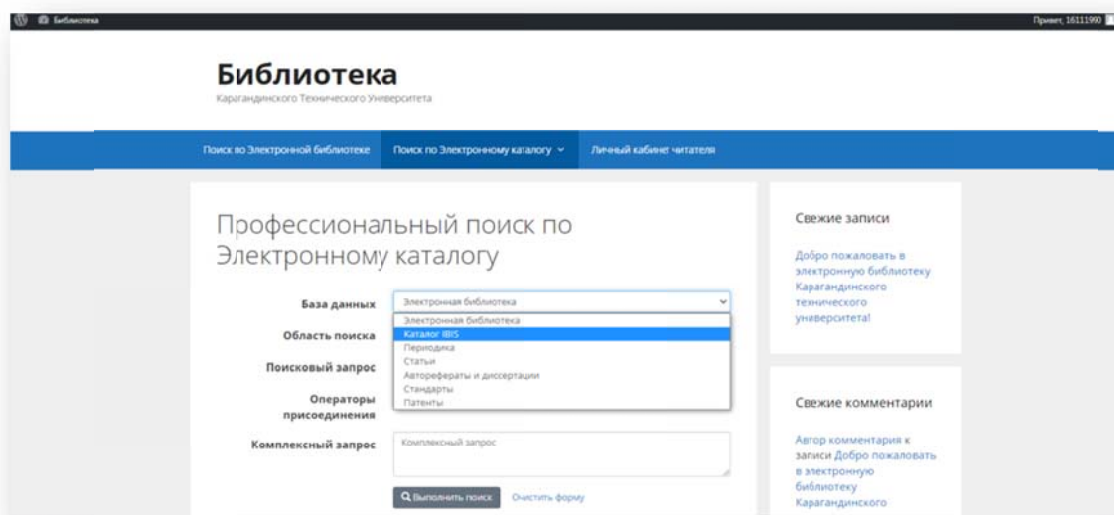 Библиотека
Привет, 16111990
Библиотека
Карагандинского Технического Университета
Поиск во Электронной библиотеке
Поиск по Электронному каталогу
Личный кабинет читателя
Профессиональный поиск по
Электронному каталогу
База данных
Электронная библиотека
Электронная библиотека
Каталог IBIS
Периодика
Статьи
Авторефераты и диссертации
Стандарты
Патенты
Область поиска
Поисковый запрос
Операторы
присоединения
Комплексный запрос
Комплексный запрос
Выполнить поиск
Очистить форму
Свежие записи
Добро пожаловать в
электронную библиотеку
Карагандинского
технического
университета!
Свежие комментарии
Автор комментария к
записи Добро пожаловать
в электронную
библиотеку
Карагандинского